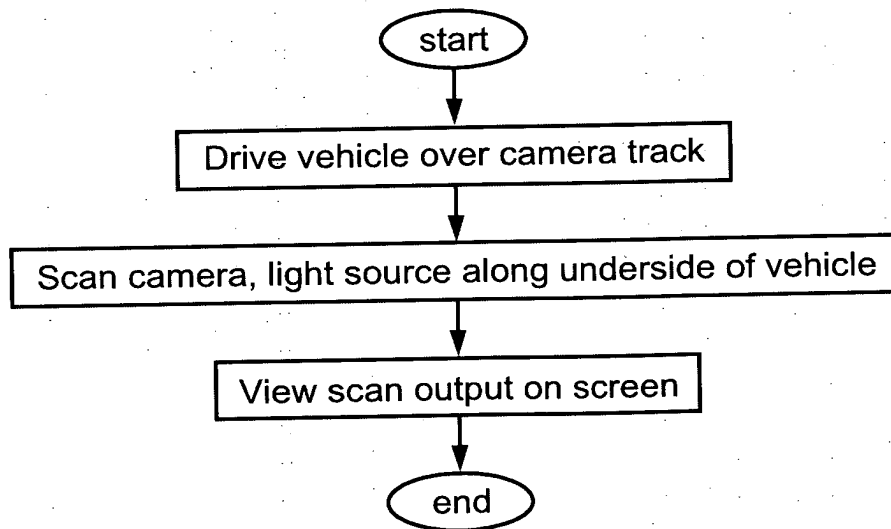 start
Drive vehicle over camera track
Scan camera, light source along underside of vehicle
View scan output on screen
end